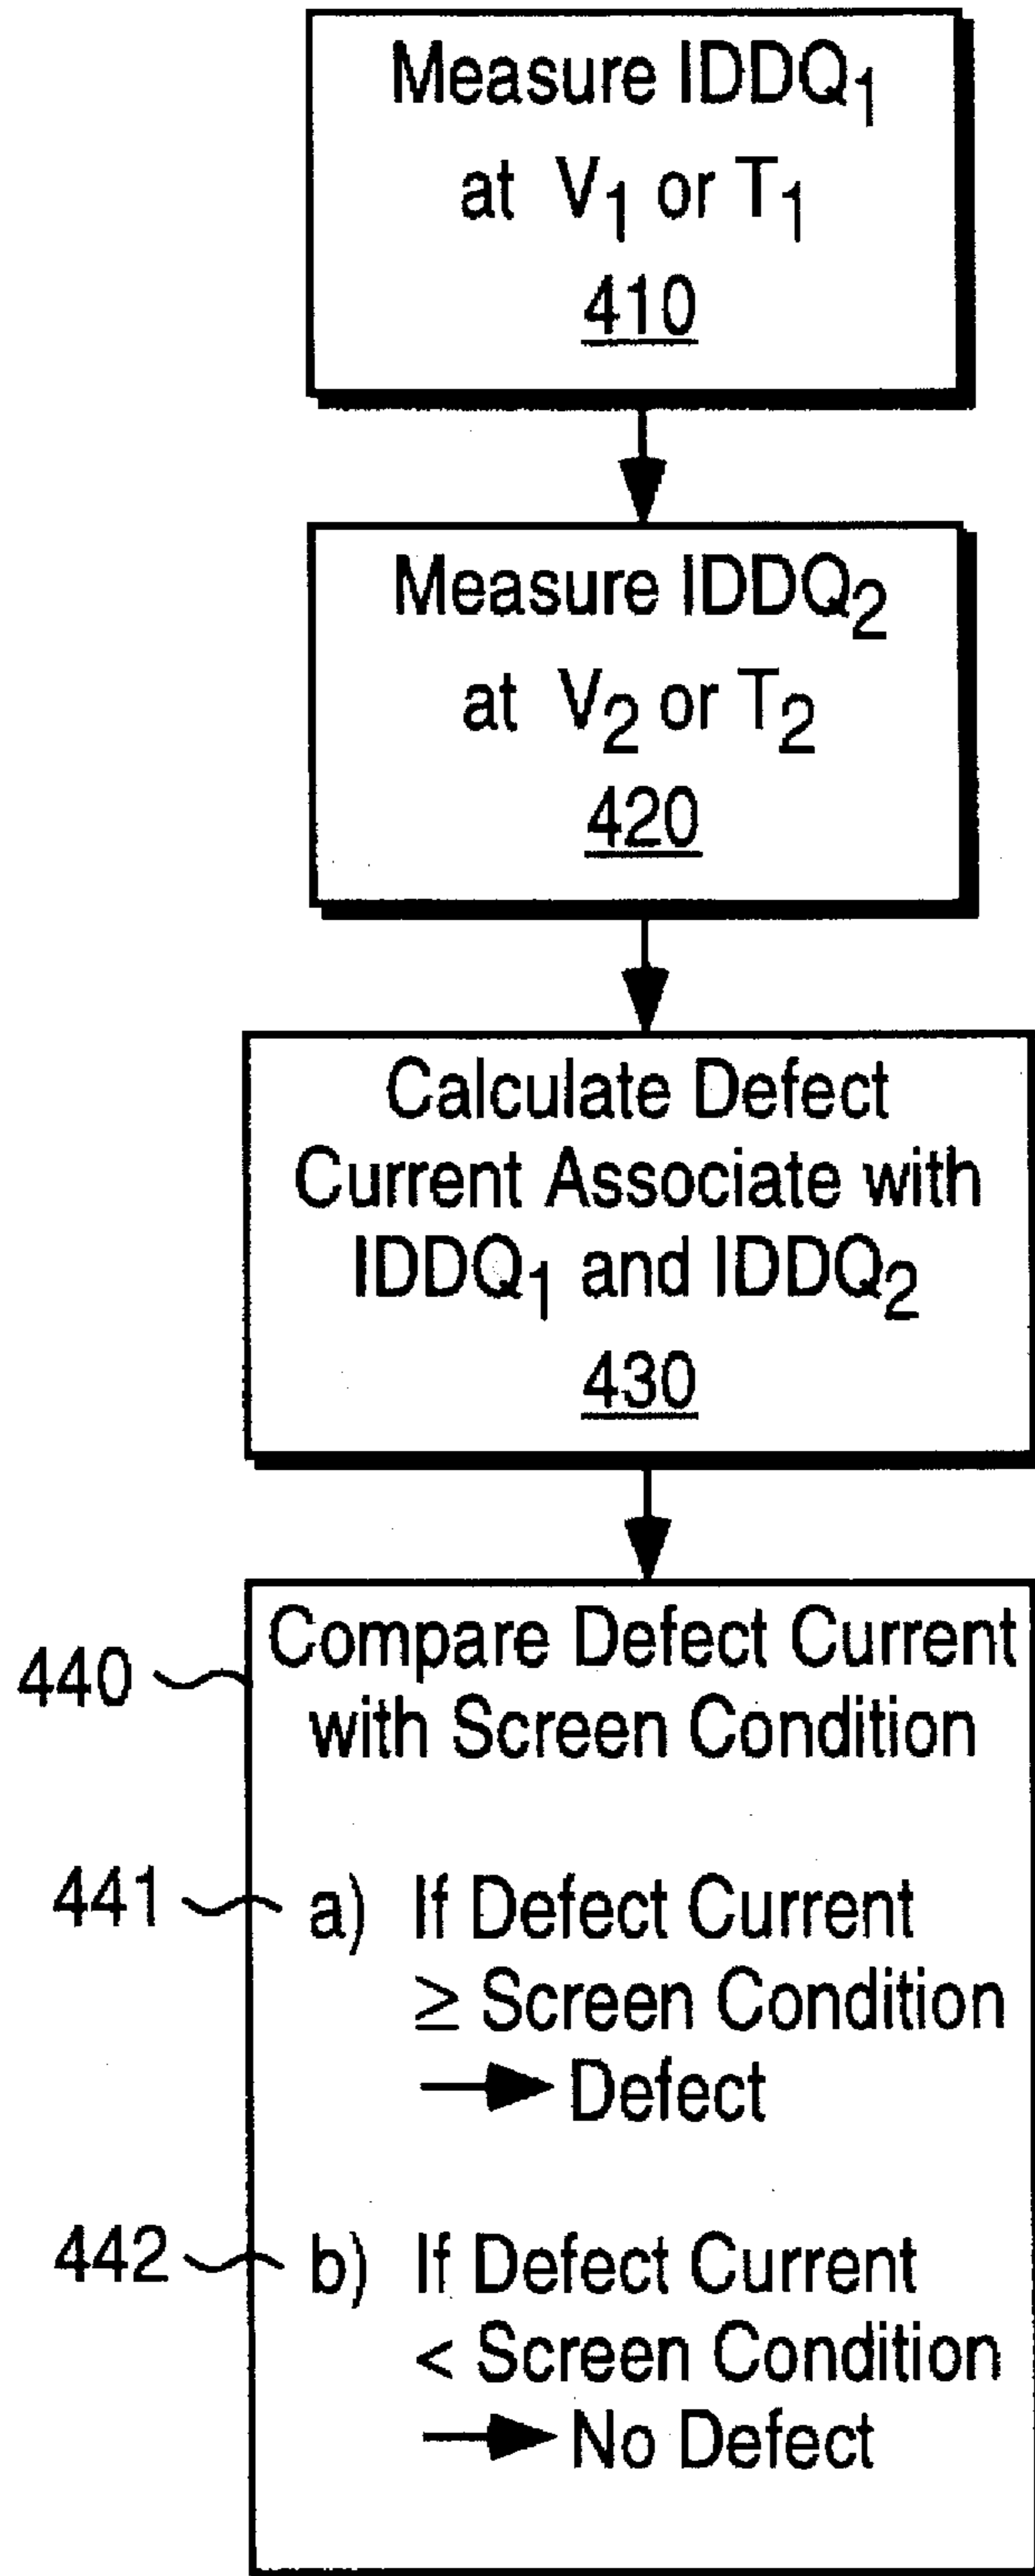 Measure IDDQ₁
at V₁ or T₁
410
Measure IDDQ₂
at V₂ or T₂
420
Calculate Defect
Current Associate with
IDDQ₁ and IDDQ₂
430
440
Compare Defect Current
with Screen Condition
441
a) If Defect Current
≥ Screen Condition
→ Defect
442
b) If Defect Current
< Screen Condition
→ No Defect